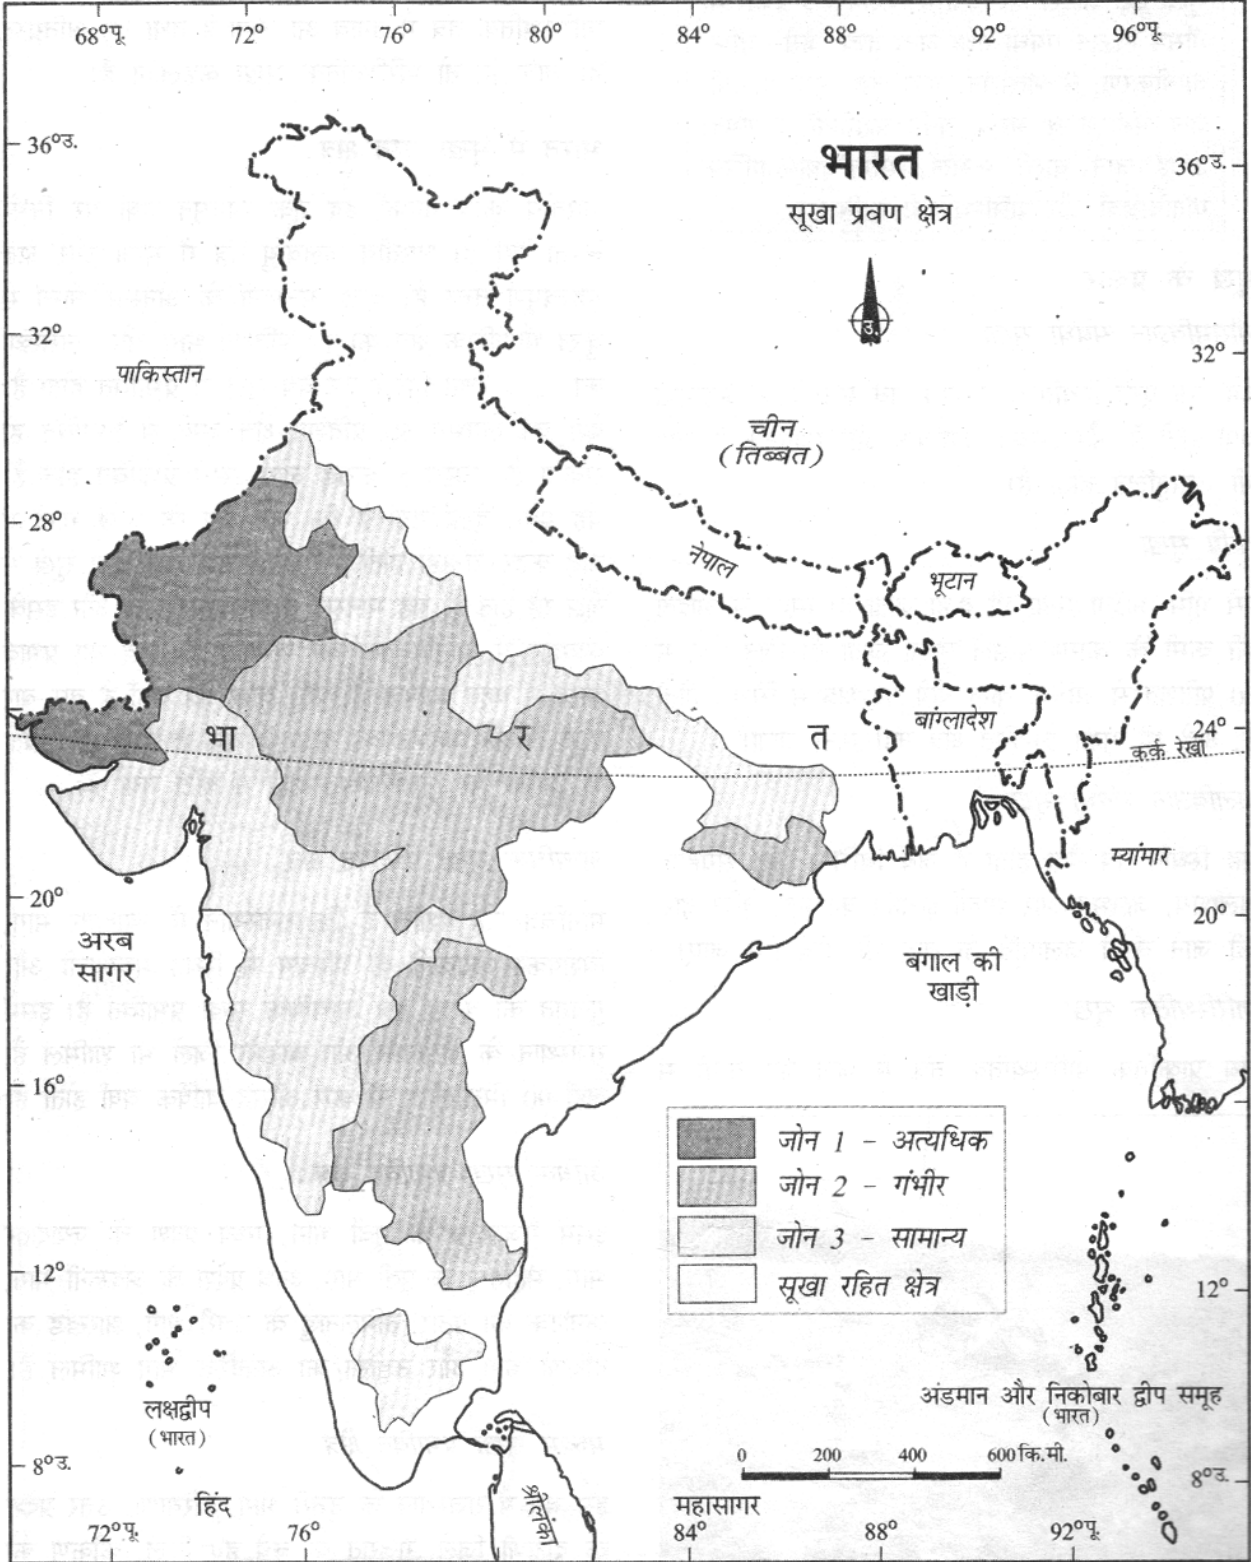 68°पू.
72°
76°
80°
84°
88°
92°
96°पू.
36°उ.
36°उ.
भारत
सूखा प्रवण क्षेत्र
उ.
32°
32°
पाकिस्तान
चीन
(तिब्बत)
28°
नेपाल
भूटान
भा
र
त
बांग्लादेश
24°
कर्क रेखा
म्यांमार
20°
20°
अरब
सागर
बंगाल की
खाड़ी
16°
जोन 1 - अत्यधिक
जोन 2 - गंभीर
जोन 3 - सामान्य
सूखा रहित क्षेत्र
12°
12°
लक्षद्वीप
(भारत)
अंडमान और निकोबार द्वीप समूह
(भारत)
0 200 400 600 कि.मी.
8°उ.
8°उ.
हिंद
महासागर
श्रीलंका
72°पू.
76°
84°
88°
92°पू.